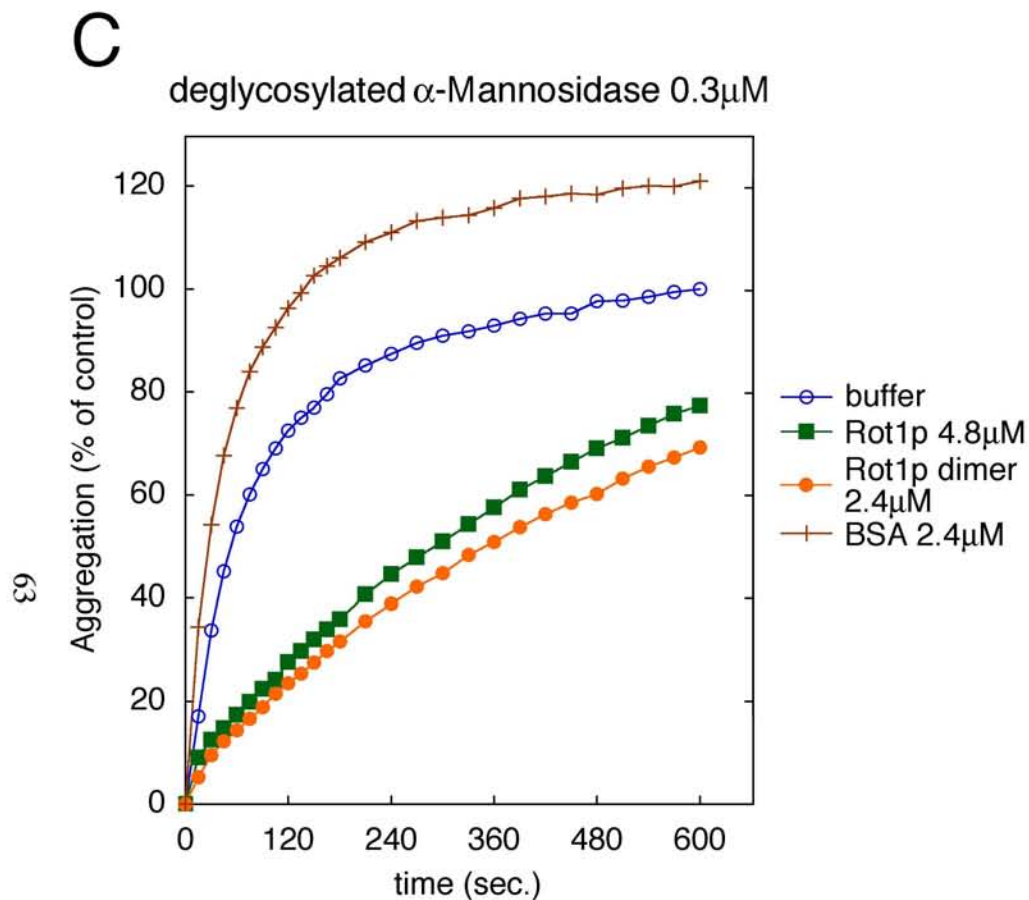 C
deglycosylated α-Mannosidase 0.3μM
120
100
80
60
40
20
0
Aggregation (% of control)
0 120 240 360 480 600
time (sec.)
buffer
Rot1p 4.8μM
Rot1p dimer
2.4μM
BSA 2.4μM
63